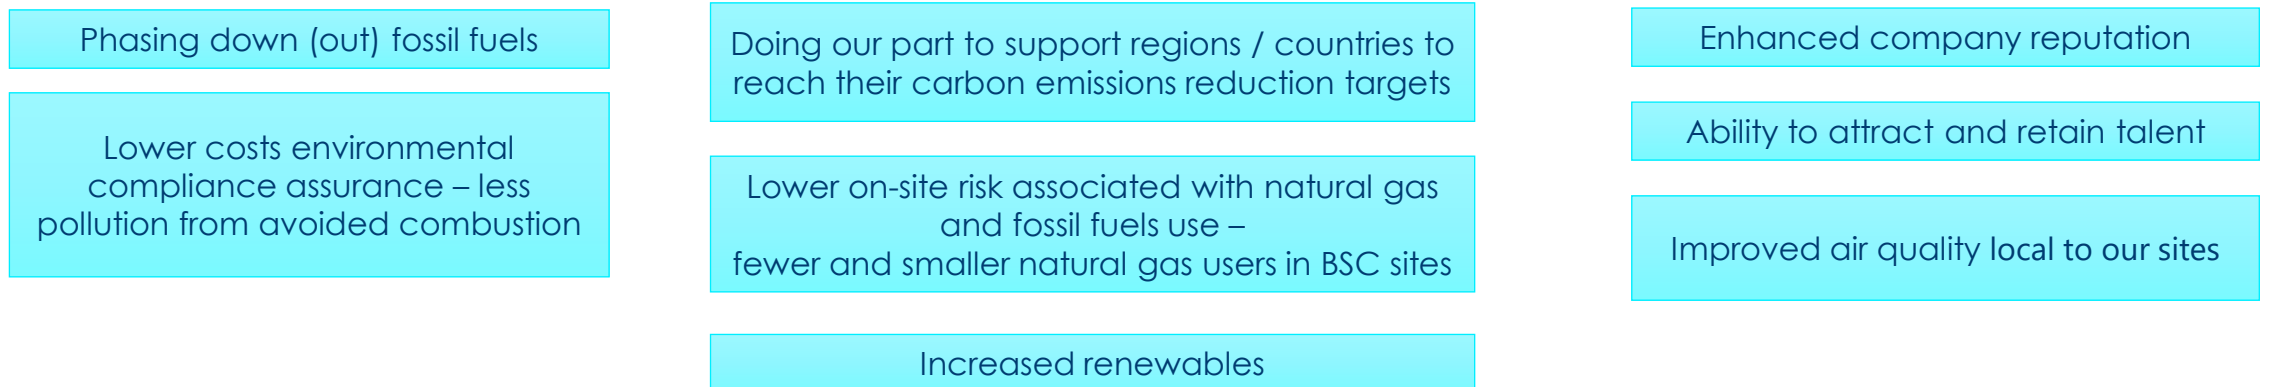 Phasing down (out) fossil fuels
Lower costs environmental
compliance assurance – less
pollution from avoided combustion
Doing our part to support regions / countries to
reach their carbon emissions reduction targets
Lower on-site risk associated with natural gas
and fossil fuels use –
fewer and smaller natural gas users in BSC sites
Increased renewables
Enhanced company reputation
Ability to attract and retain talent
Improved air quality local to our sites